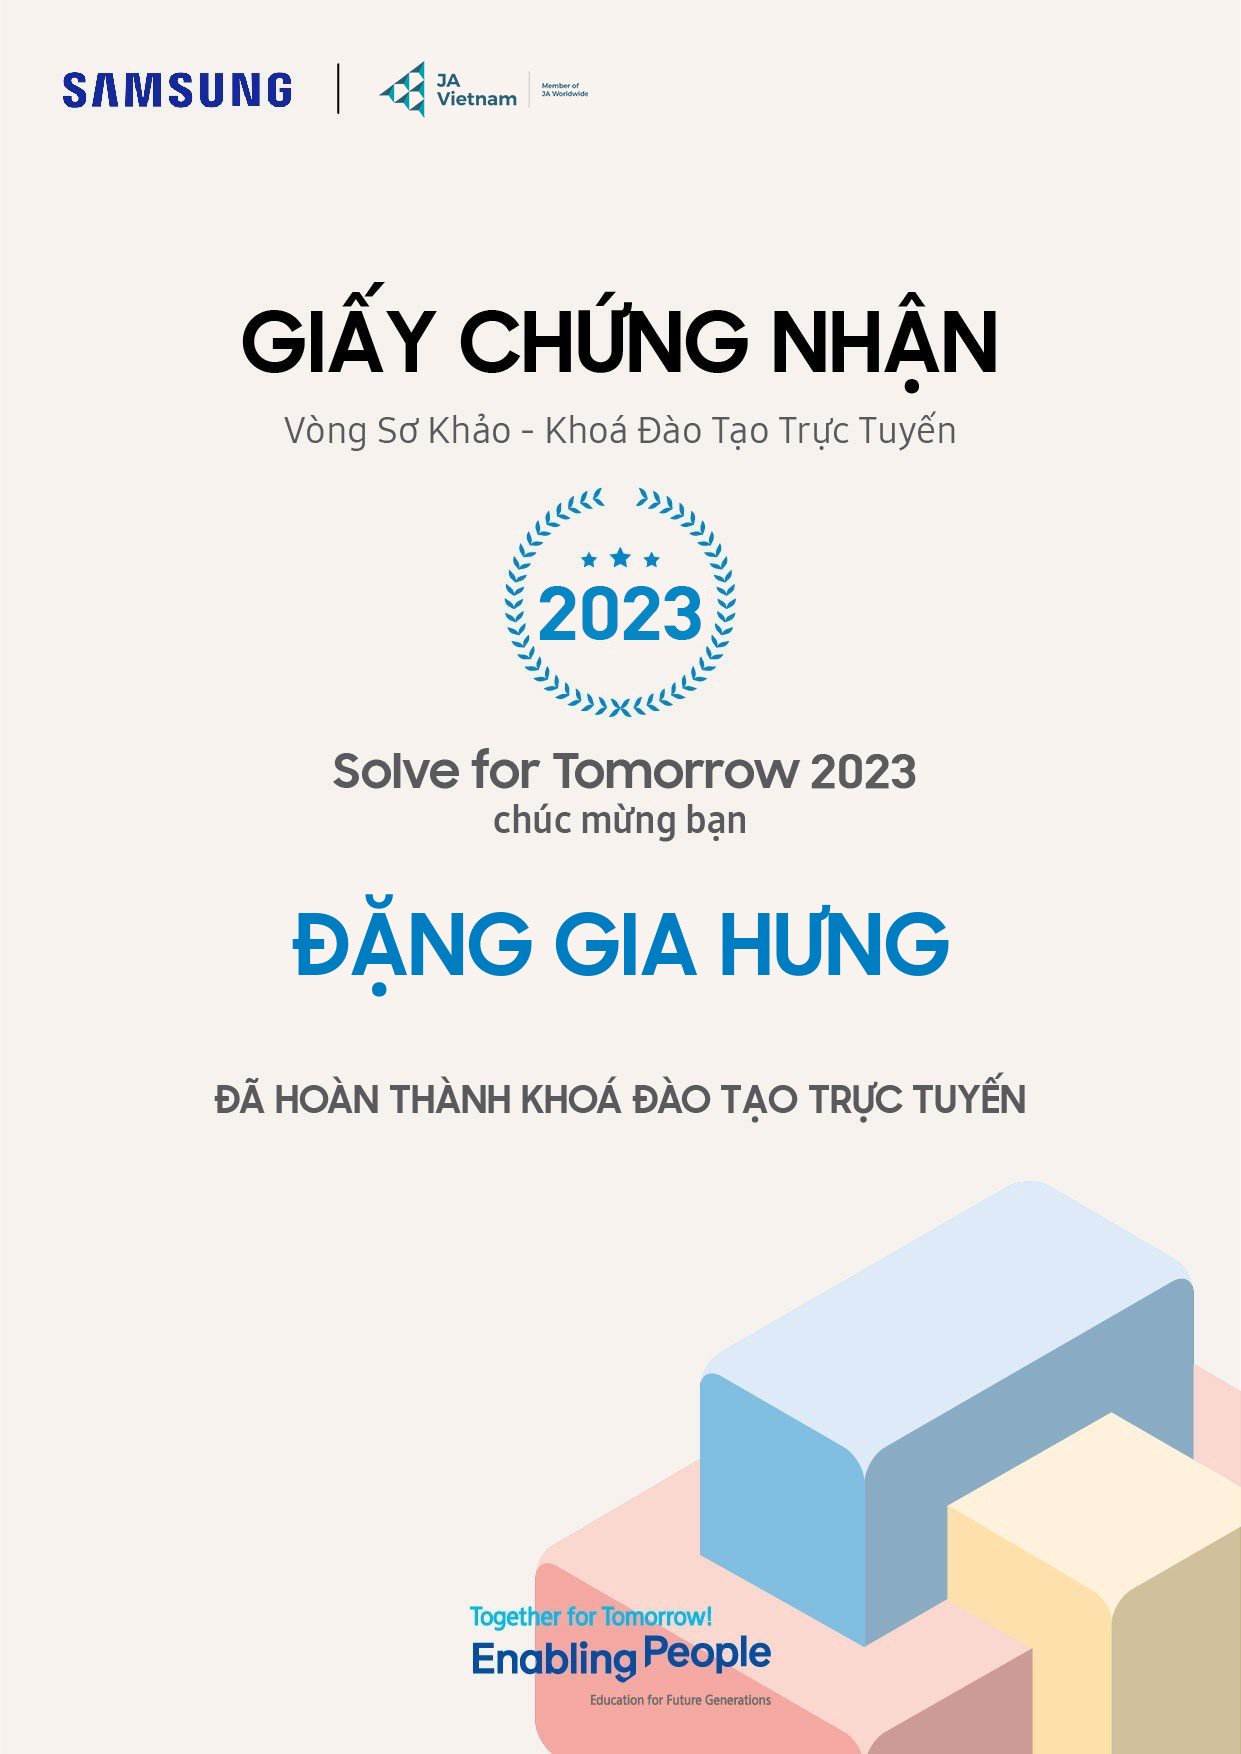 SAMSUNG
JA
Vietnam
Member of
JA Worldwide
GIẤY CHỨNG NHẬN
Vòng Sơ Khảo - Khoá Đào Tạo Trực Tuyến
2023
Solve for Tomorrow 2023
chúc mừng bạn
ĐẶNG GIA HƯNG
ĐÃ HOÀN THÀNH KHOÁ ĐÀO TẠO TRỰC TUYẾN
Together for Tomorrow!
Enabling People
Education for Future Generations